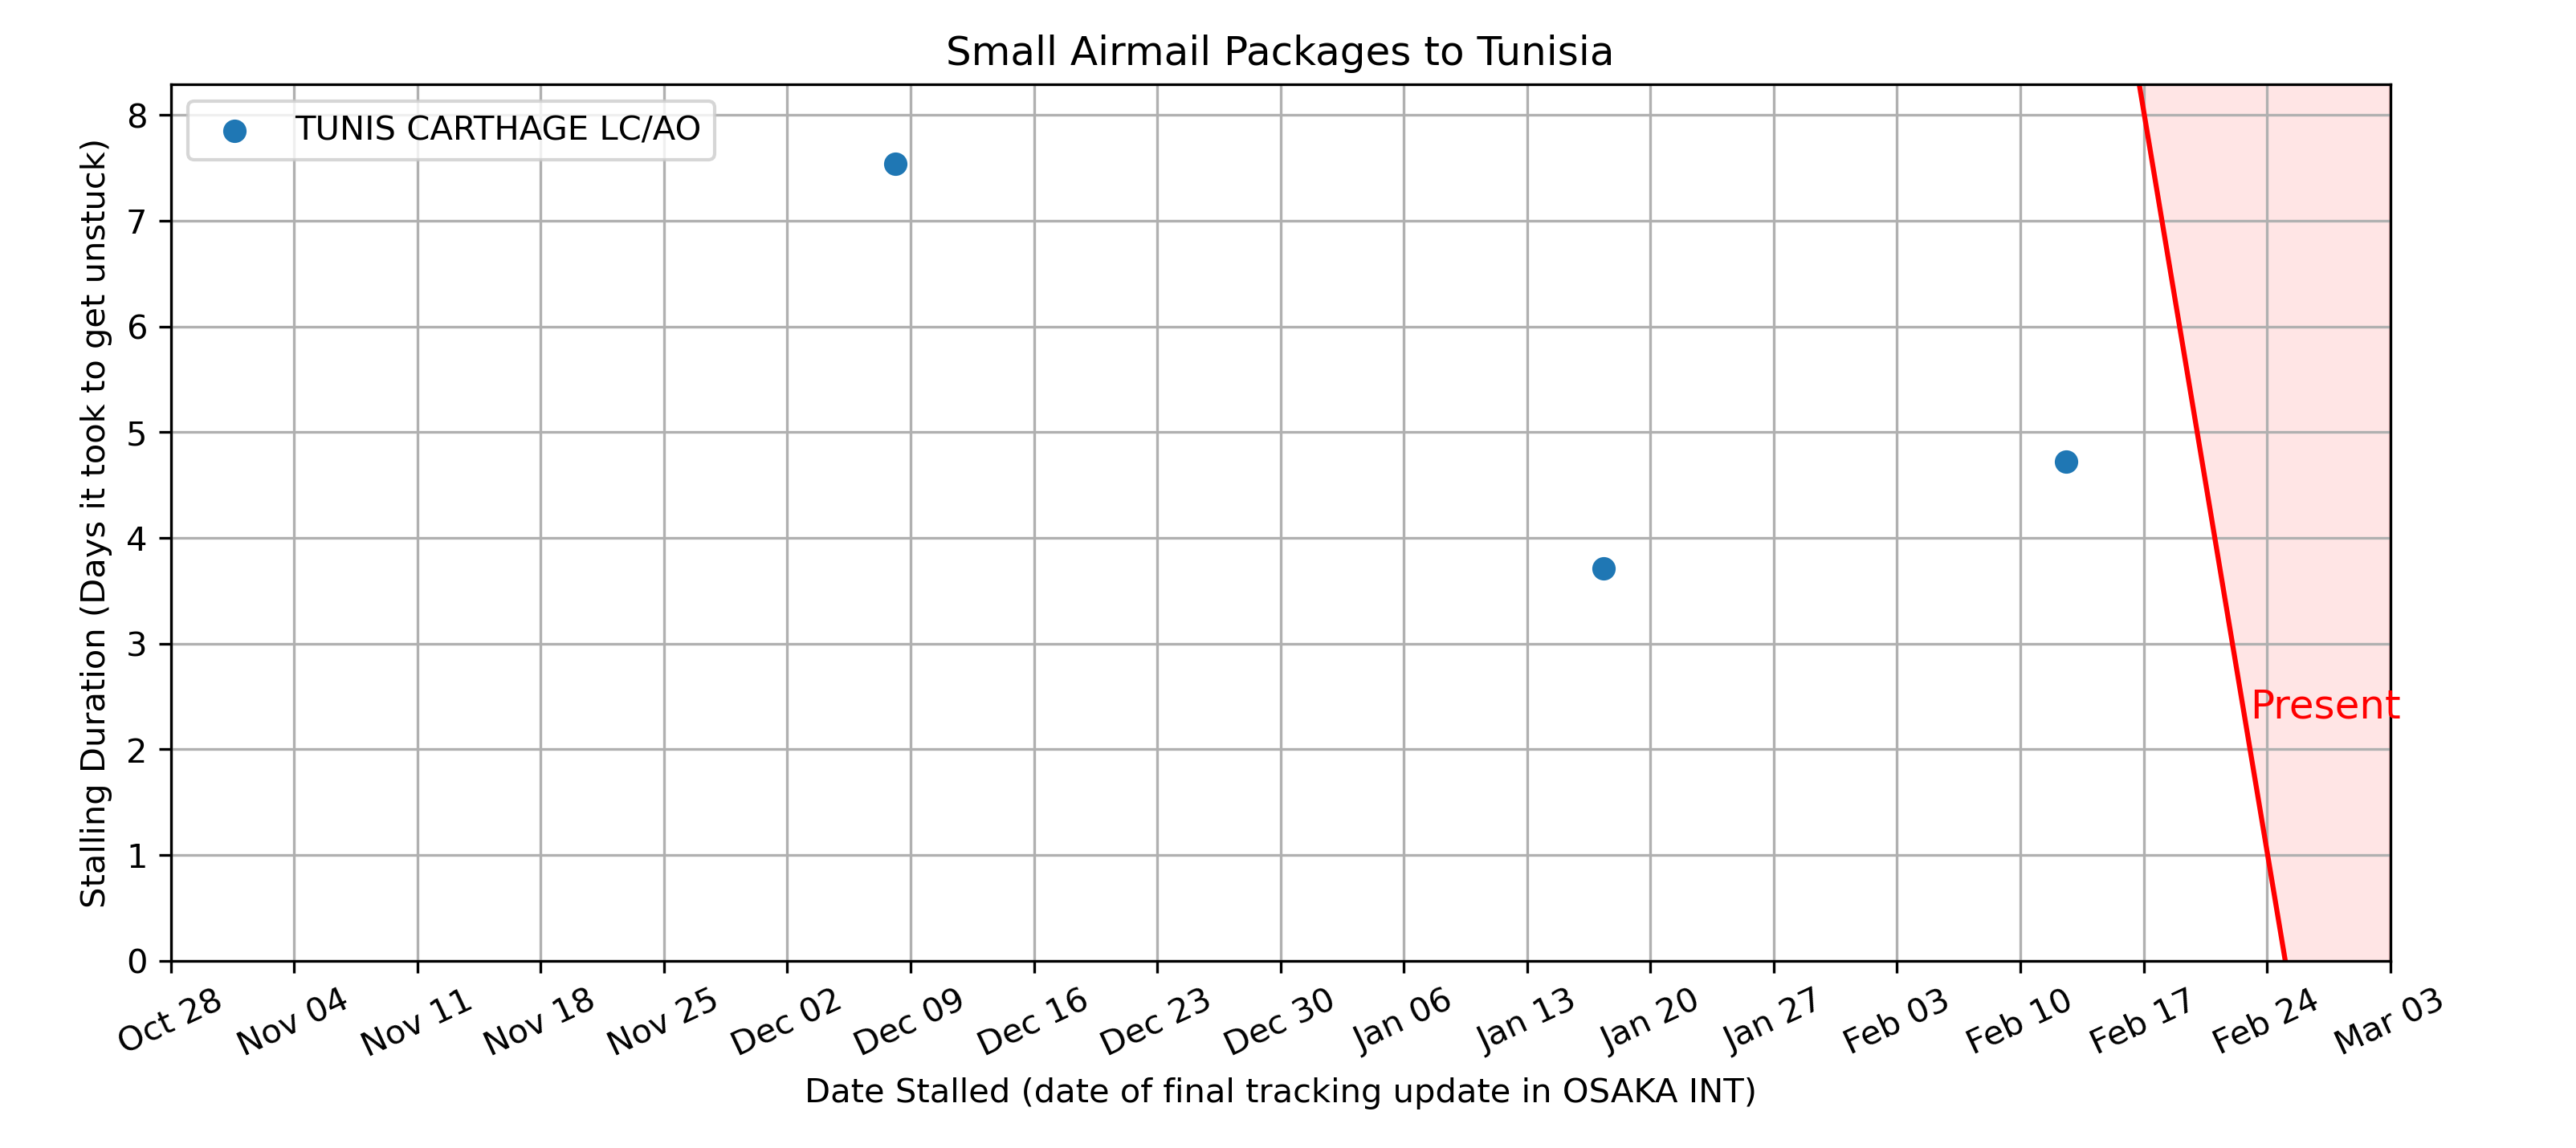 Small Airmail Packages to Tunisia
TUNIS CARTHAGE LC/AO
Stalling Duration (Days it took to get unstuck)
8
7
6
5
4
3
2
1
0
Present
Oct 28 Nov 04 Nov 11 Nov 18 Nov 25 Dec 02 Dec 09 Dec 16 Dec 23 Dec 30 Jan 06 Jan 13 Jan 20 Jan 27 Feb 03 Feb 10 Feb 17 Feb 24 Mar 03
Date Stalled (date of final tracking update in OSAKA INT)